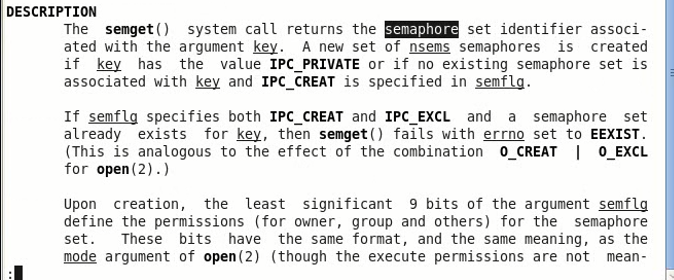 DESCRIPTION
The semget() system call returns the semaphore set identifier associ-
ated with the argument key. A new set of nsems semaphores is created
if key has the value IPC_PRIVATE or if no existing semaphore set is
associated with key and IPC_CREAT is specified in semflg.
If semflg specifies both IPC_CREAT and IPC_EXCL and a semaphore set
already exists for key, then semget() fails with errno set to EEXIST.
(This is analogous to the effect of the combination O_CREAT | O_EXCL
for open(2).)
Upon creation, the least significant 9 bits of the argument semflg
define the permissions (for owner, group and others) for the semaphore
set. These bits have the same format, and the same meaning, as the
mode argument of open(2) (though the execute permissions are not mean-
: